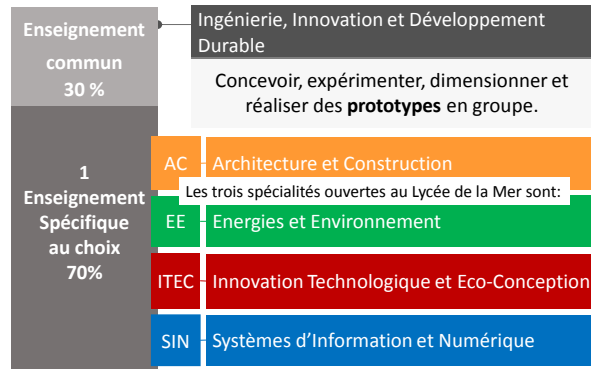 Enseignement
commun
30 %
Ingénierie, Innovation et Développement
Durable
Concevoir, expérimenter, dimensionner et
réaliser des prototypes en groupe.
1
Enseignement
Spécifique
au choix
70%
AC Architecture et Construction
Les trois spécialités ouvertes au Lycée de la Mer sont:
EE Energies et Environnement
ITEC Innovation Technologique et Eco-Conception
SIN Systèmes d’Information et Numérique